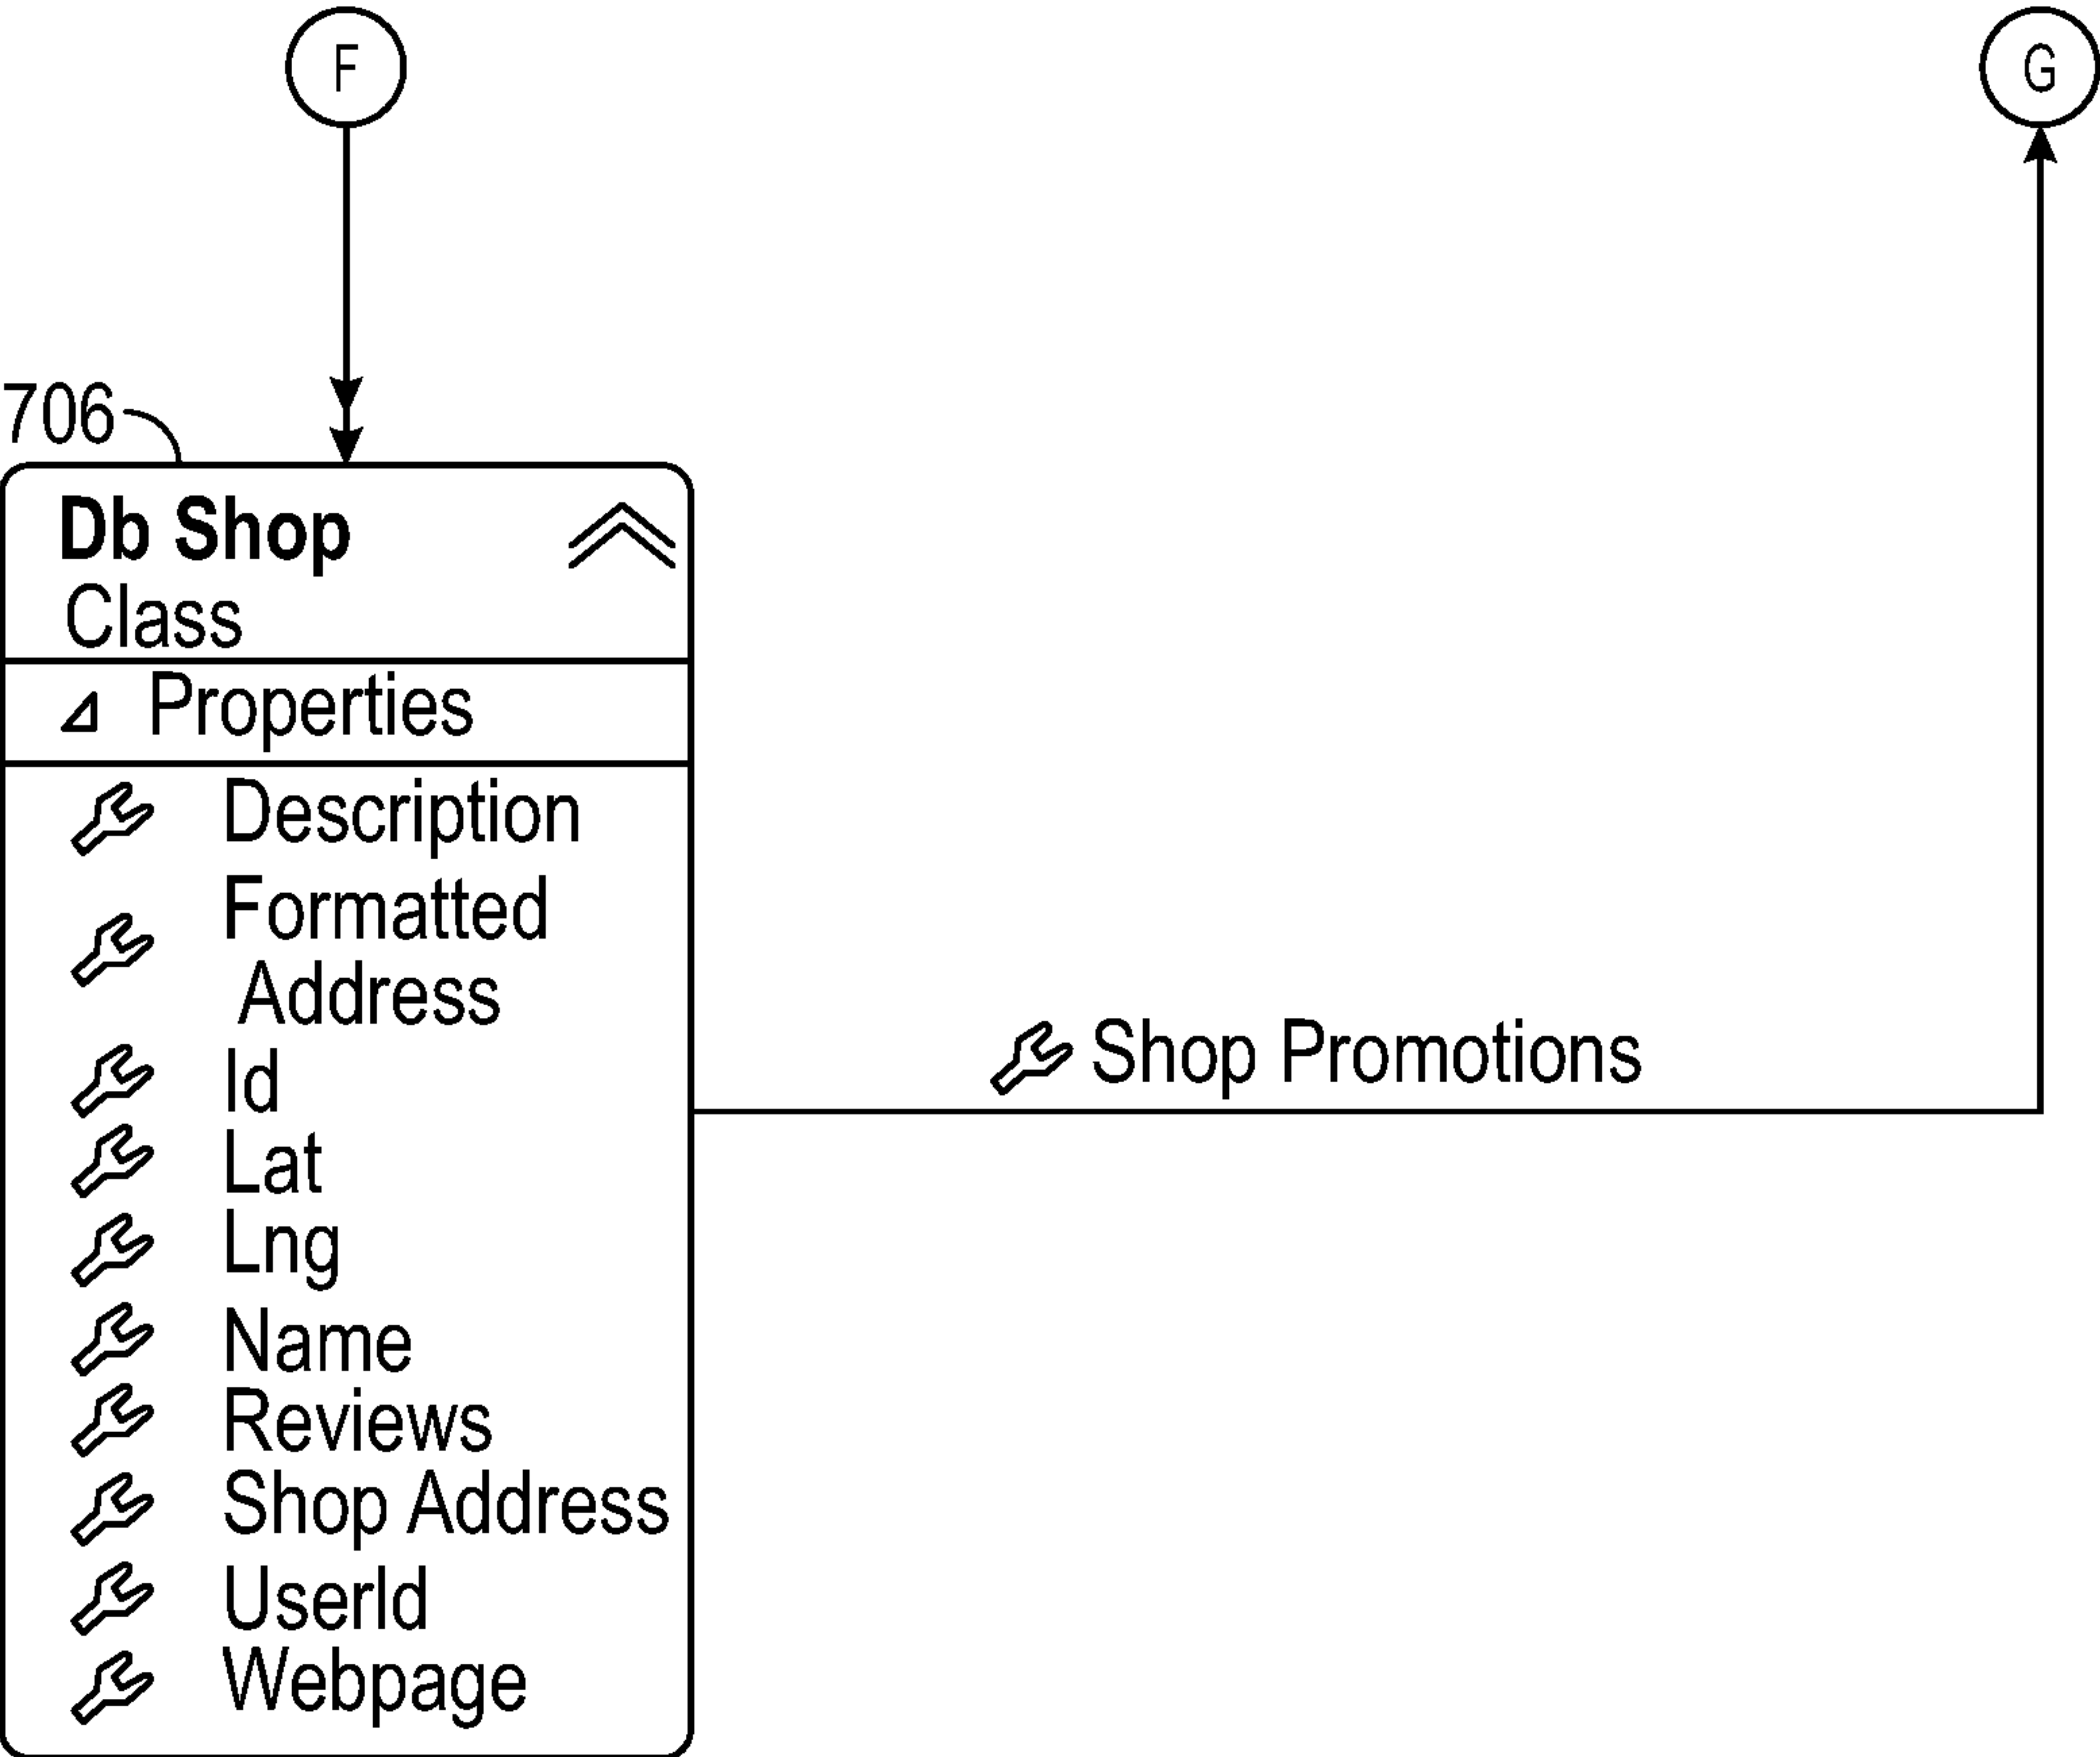 F
G
706
Db Shop
Class
Properties
Description
Formatted
Address
Id
Lat
Lng
Name
Reviews
Shop Address
UserId
Webpage
Shop Promotions